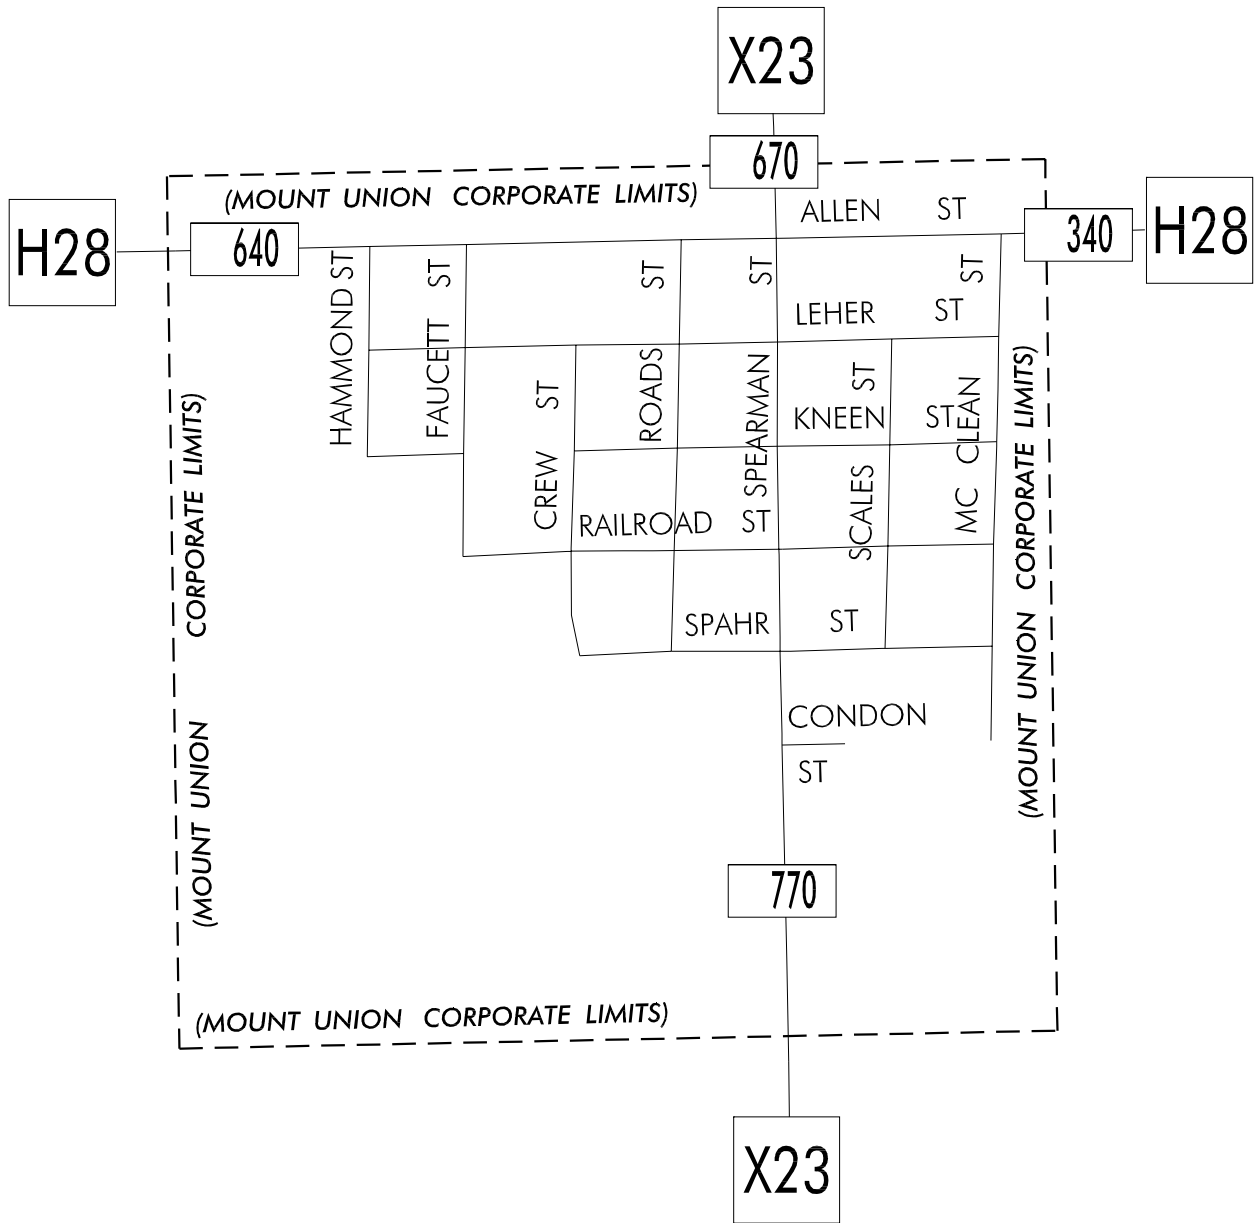 X23
670
(MOUNT UNION CORPORATE LIMITS)
ALLEN ST
H28
640
340
H28
HAMMOND ST
FAUCETT ST
ROADS ST
SPEARMAN ST
MC CLEAN ST
LEHER ST
CREW ST
SCALES ST
KNEEN ST
(MOUNT UNION CORPORATE LIMITS)
(MOUNT UNION CORPORATE LIMITS)
RAILROAD ST
SPAHR ST
CONDON
ST
770
(MOUNT UNION CORPORATE LIMITS)
X23